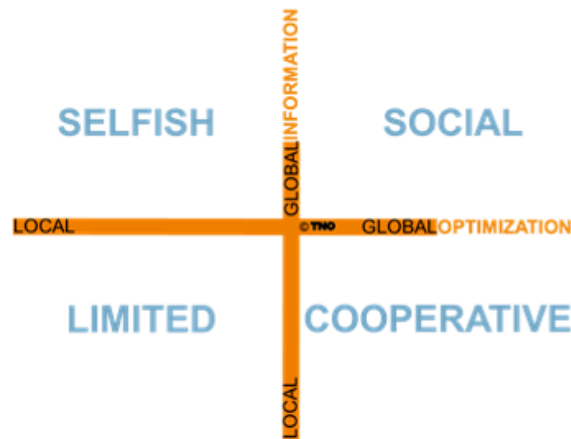 GLOBAL INFORMATION
SELFISH
SOCIAL
LOCAL
© TNO
GLOBAL OPTIMIZATION
LIMITED
COOPERATIVE
LOCAL